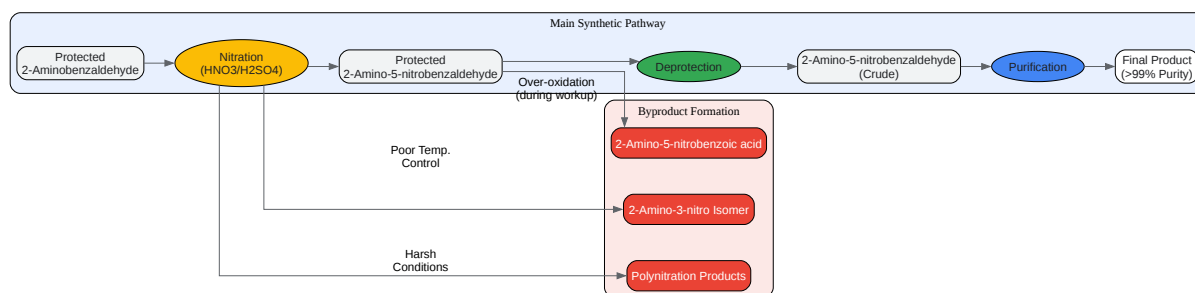 Main Synthetic Pathway
Protected
2-Aminobenzaldehyde
Nitration
(HNO3/H2SO4)
Protected
2-Amino-5-nitrobenzaldehyde
Deprotection
2-Amino-5-nitrobenzaldehyde
(Crude)
Purification
Final Product
(>99% Purity)
Over-oxidation
(during workup)
Byproduct Formation
2-Amino-5-nitrobenzoic acid
Poor Temp.
Control
2-Amino-3-nitro Isomer
Harsh
Conditions
Polynitration Products